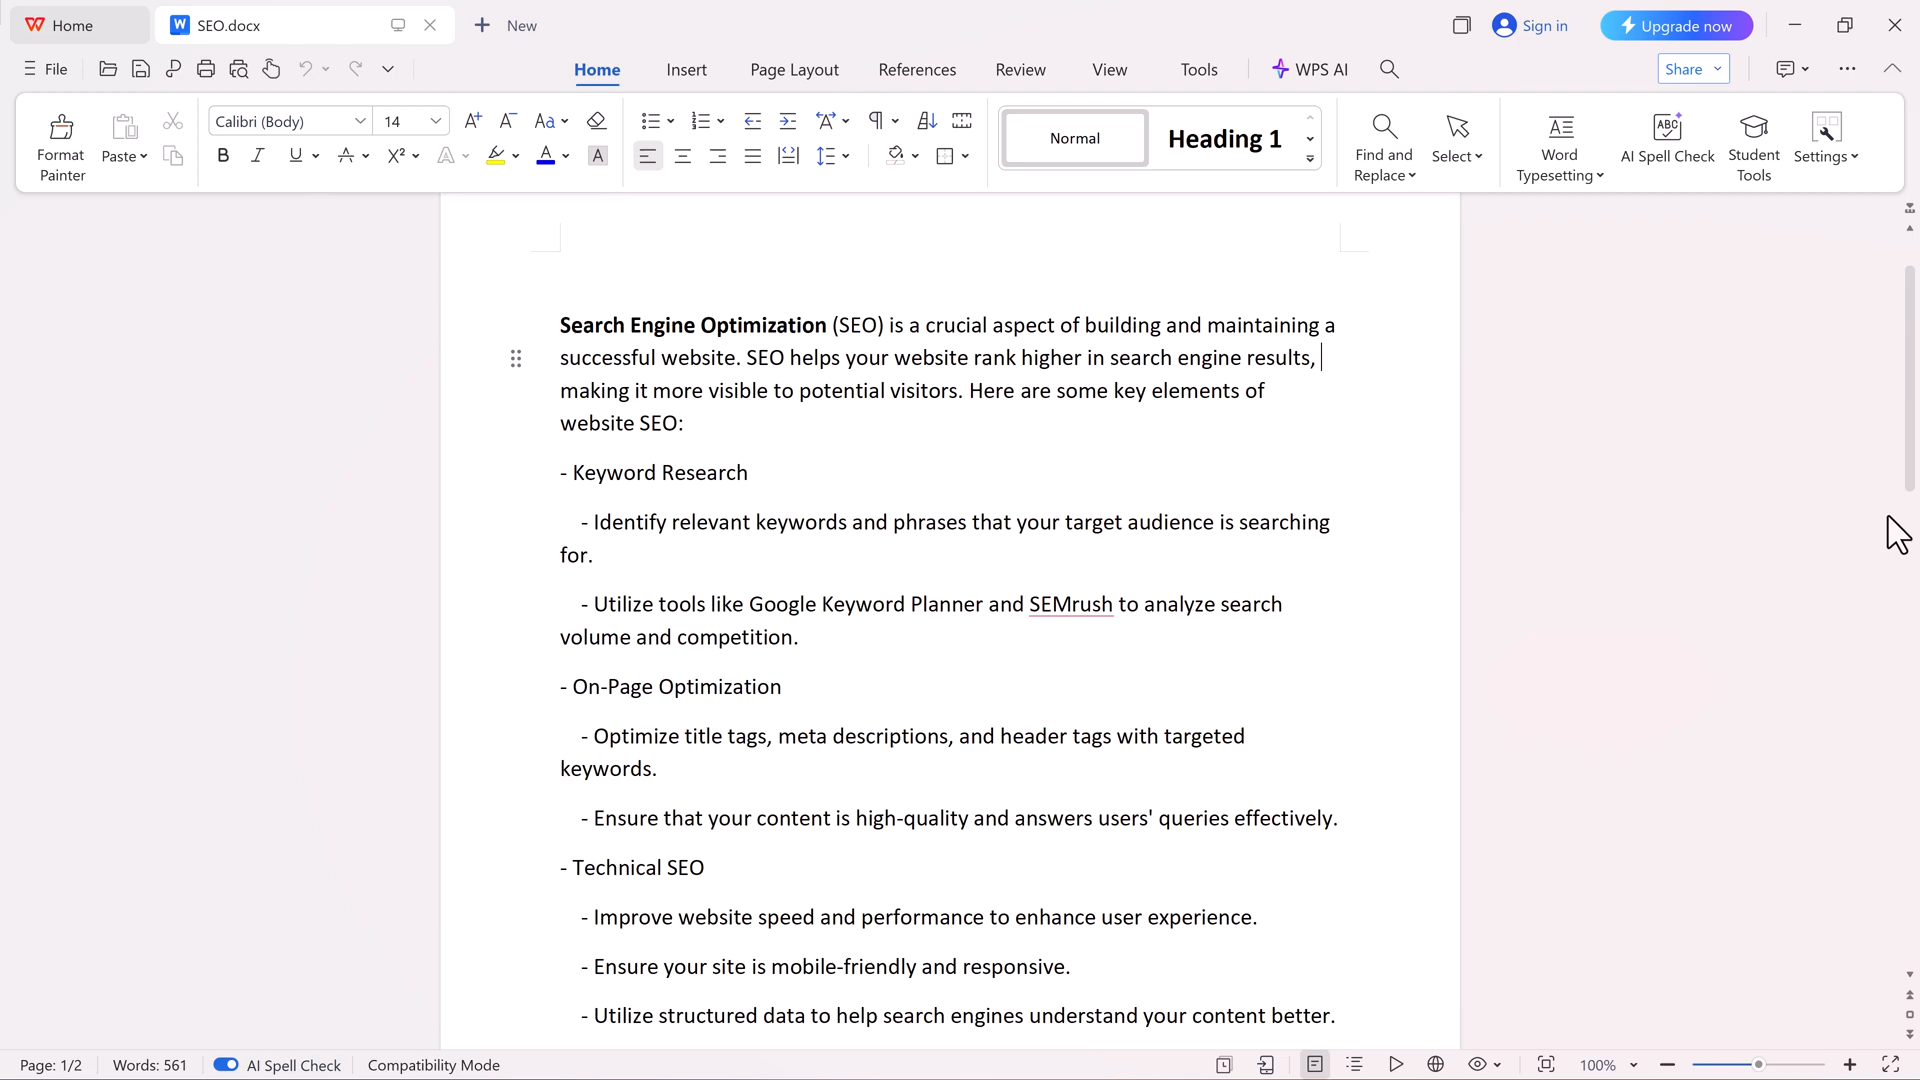 Home
SEO.docx
New
Sign in
Upgrade now
File
Home
Insert
Page Layout
References
Review
View
Tools
WPS AI
Share
Format
Painter
Paste
Calibri (Body)
14
Normal
Heading 1
Find and
Replace
Select
Word
Typesetting
AI Spell Check
Student
Tools
Settings
Search Engine Optimization (SEO) is a crucial aspect of building and maintaining a
successful website. SEO helps your website rank higher in search engine results,
making it more visible to potential visitors. Here are some key elements of
website SEO:
- Keyword Research
- Identify relevant keywords and phrases that your target audience is searching
for.
- Utilize tools like Google Keyword Planner and SEMrush to analyze search
volume and competition.
- On-Page Optimization
- Optimize title tags, meta descriptions, and header tags with targeted
keywords.
- Ensure that your content is high-quality and answers users' queries effectively.
- Technical SEO
- Improve website speed and performance to enhance user experience.
- Ensure your site is mobile-friendly and responsive.
- Utilize structured data to help search engines understand your content better.
Page: 1/2
Words: 561
AI Spell Check
Compatibility Mode
100%